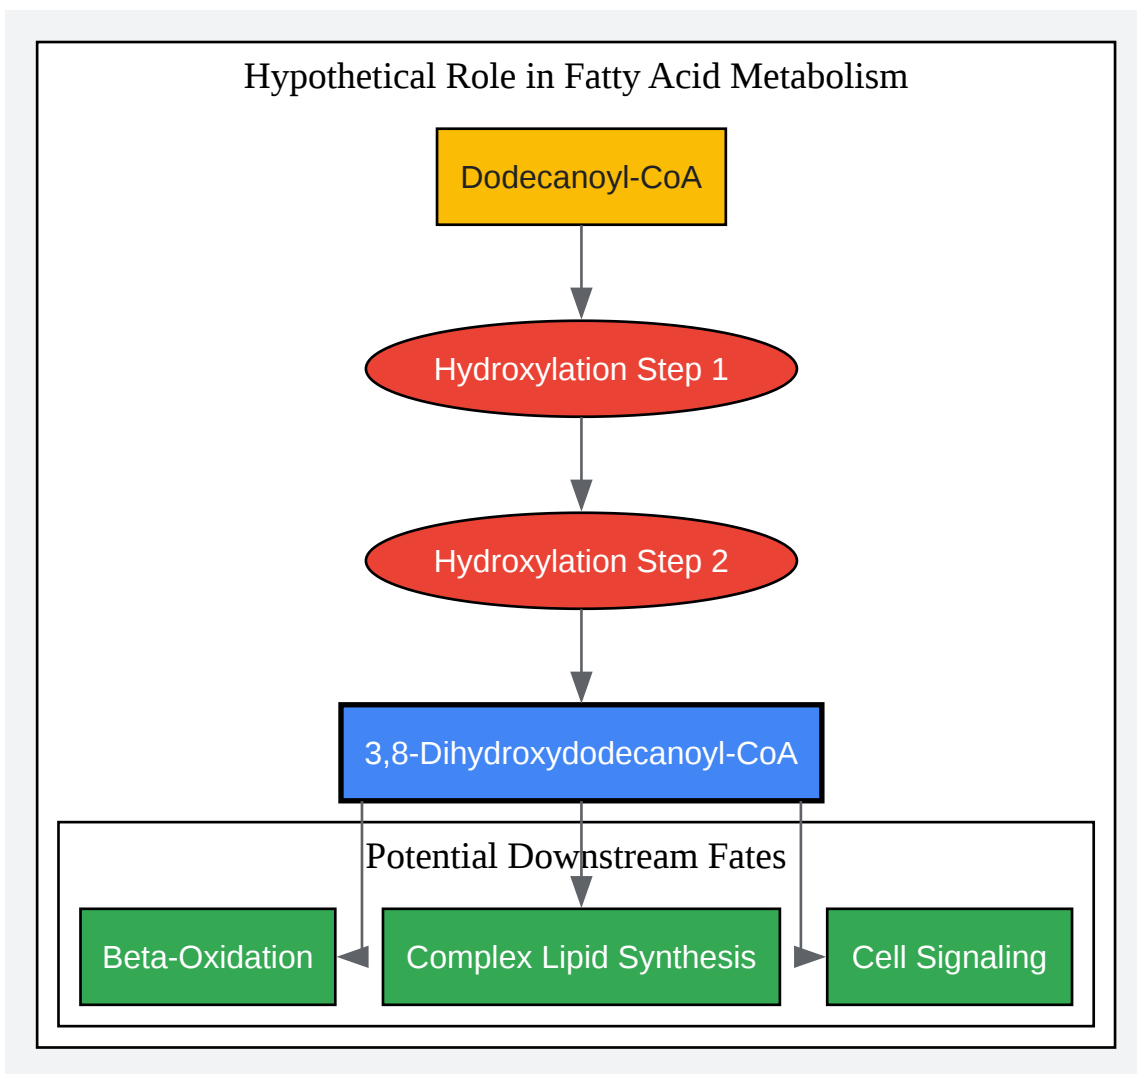 Hypothetical Role in Fatty Acid Metabolism
Dodecanoyl-CoA
Hydroxylation Step 1
Hydroxylation Step 2
3,8-Dihydroxydodecanoyl-CoA
Potential Downstream Fates
Beta-Oxidation
Complex Lipid Synthesis
Cell Signaling